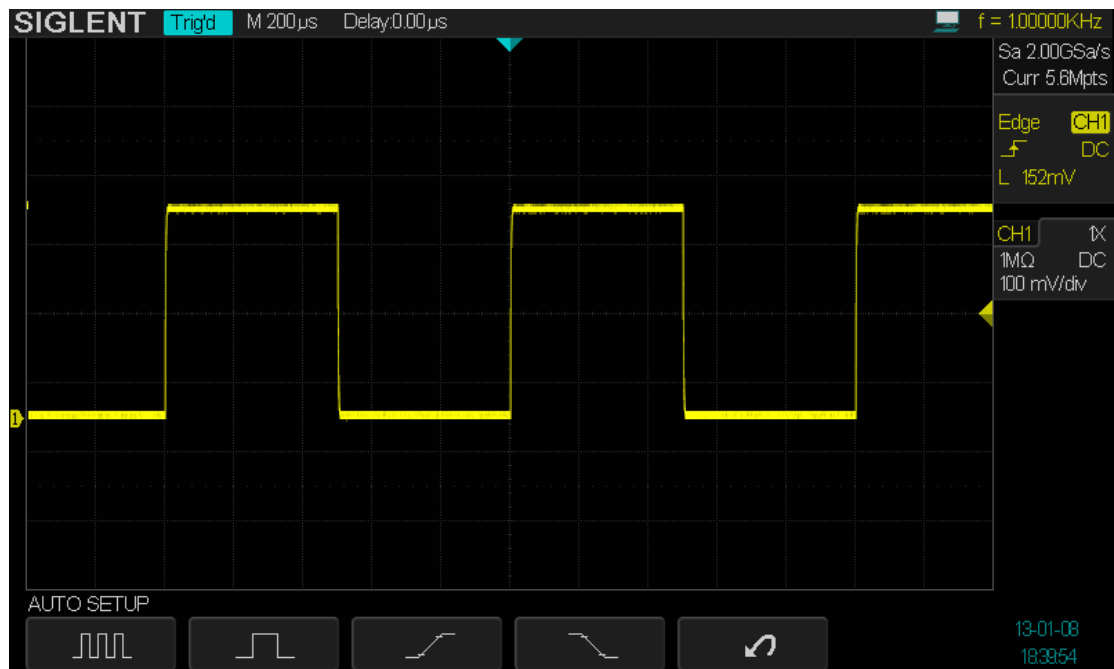 SIGLENT Trig'd M 200µs Delay:0.00µs f = 1.00000KHz
Sa 2.00GSa/s
Curr 5.6Mpts
Edge CH1
DC
L 152mV
CH1 1X
1MΩ DC
100 mV/div
1
AUTO SETUP
13-01-08
18:39:54